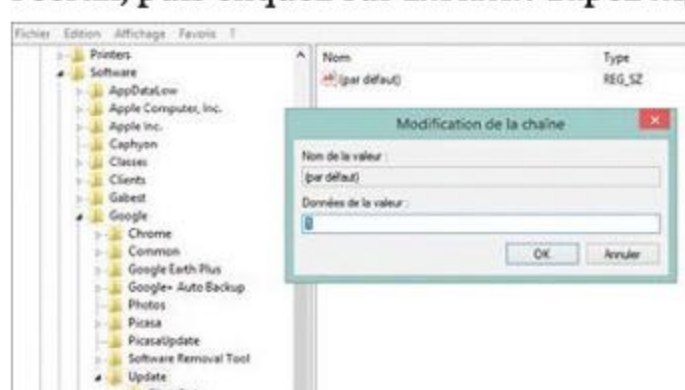 Fichier Edition Affichage Favoris ?
Printers
Software
AppDataLow
Apple Computer, Inc.
Apple Inc.
Caphyon
Classes
Clients
Gabest
Google
Chrome
Common
Google Earth Plus
Google+ Auto Backup
Photos
Picasa
PicasaUpdate
Software Removal Tool
Update
Nom Type
(par défaut) REG_SZ
Modification de la chaîne
Nom de la valeur :
(par défaut)
Données de la valeur :
OK Annuler